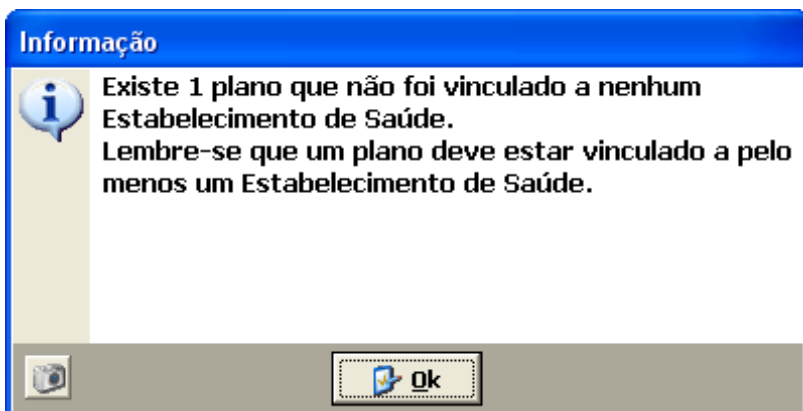 Informação
Existe 1 plano que não foi vinculado a nenhum
Estabelecimento de Saúde.
Lembre-se que um plano deve estar vinculado a pelo
menos um Estabelecimento de Saúde.
Ok